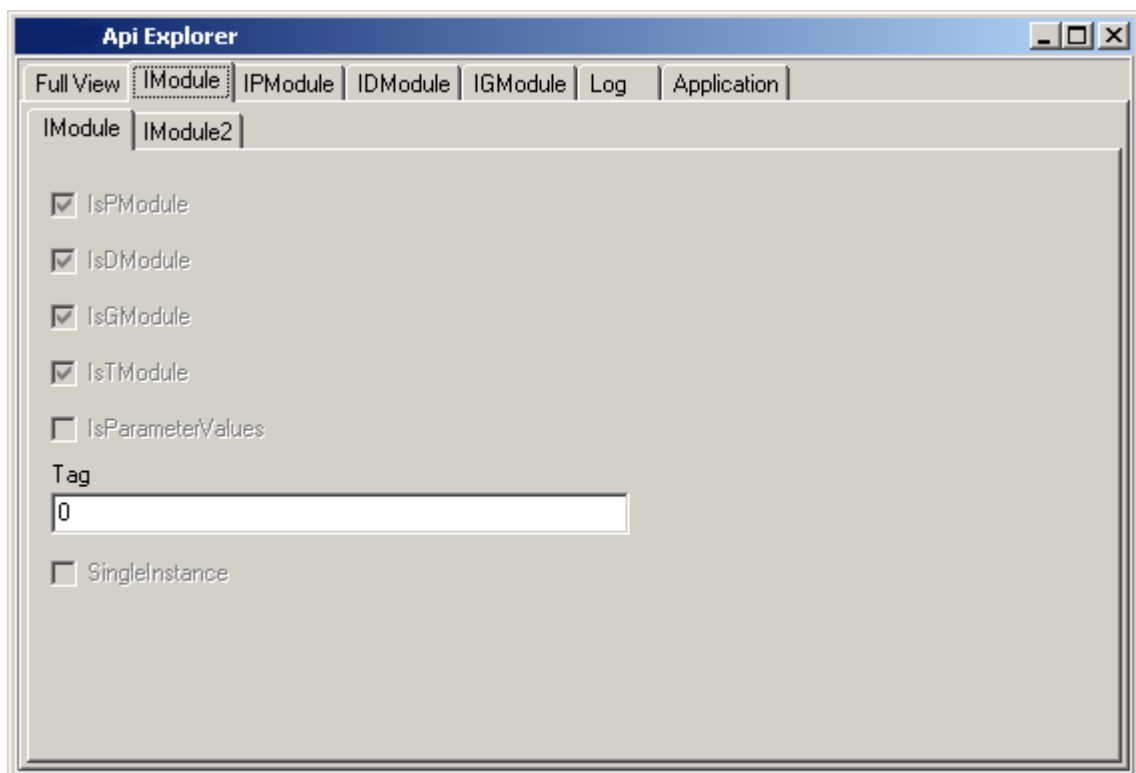 Api Explorer
Full View IModule IPModule IDModule IGModule Log Application
IModule IModule2
IsPModule
IsDModule
IsGModule
IsTModule
IsParameterValues
Tag
0
SingleInstance